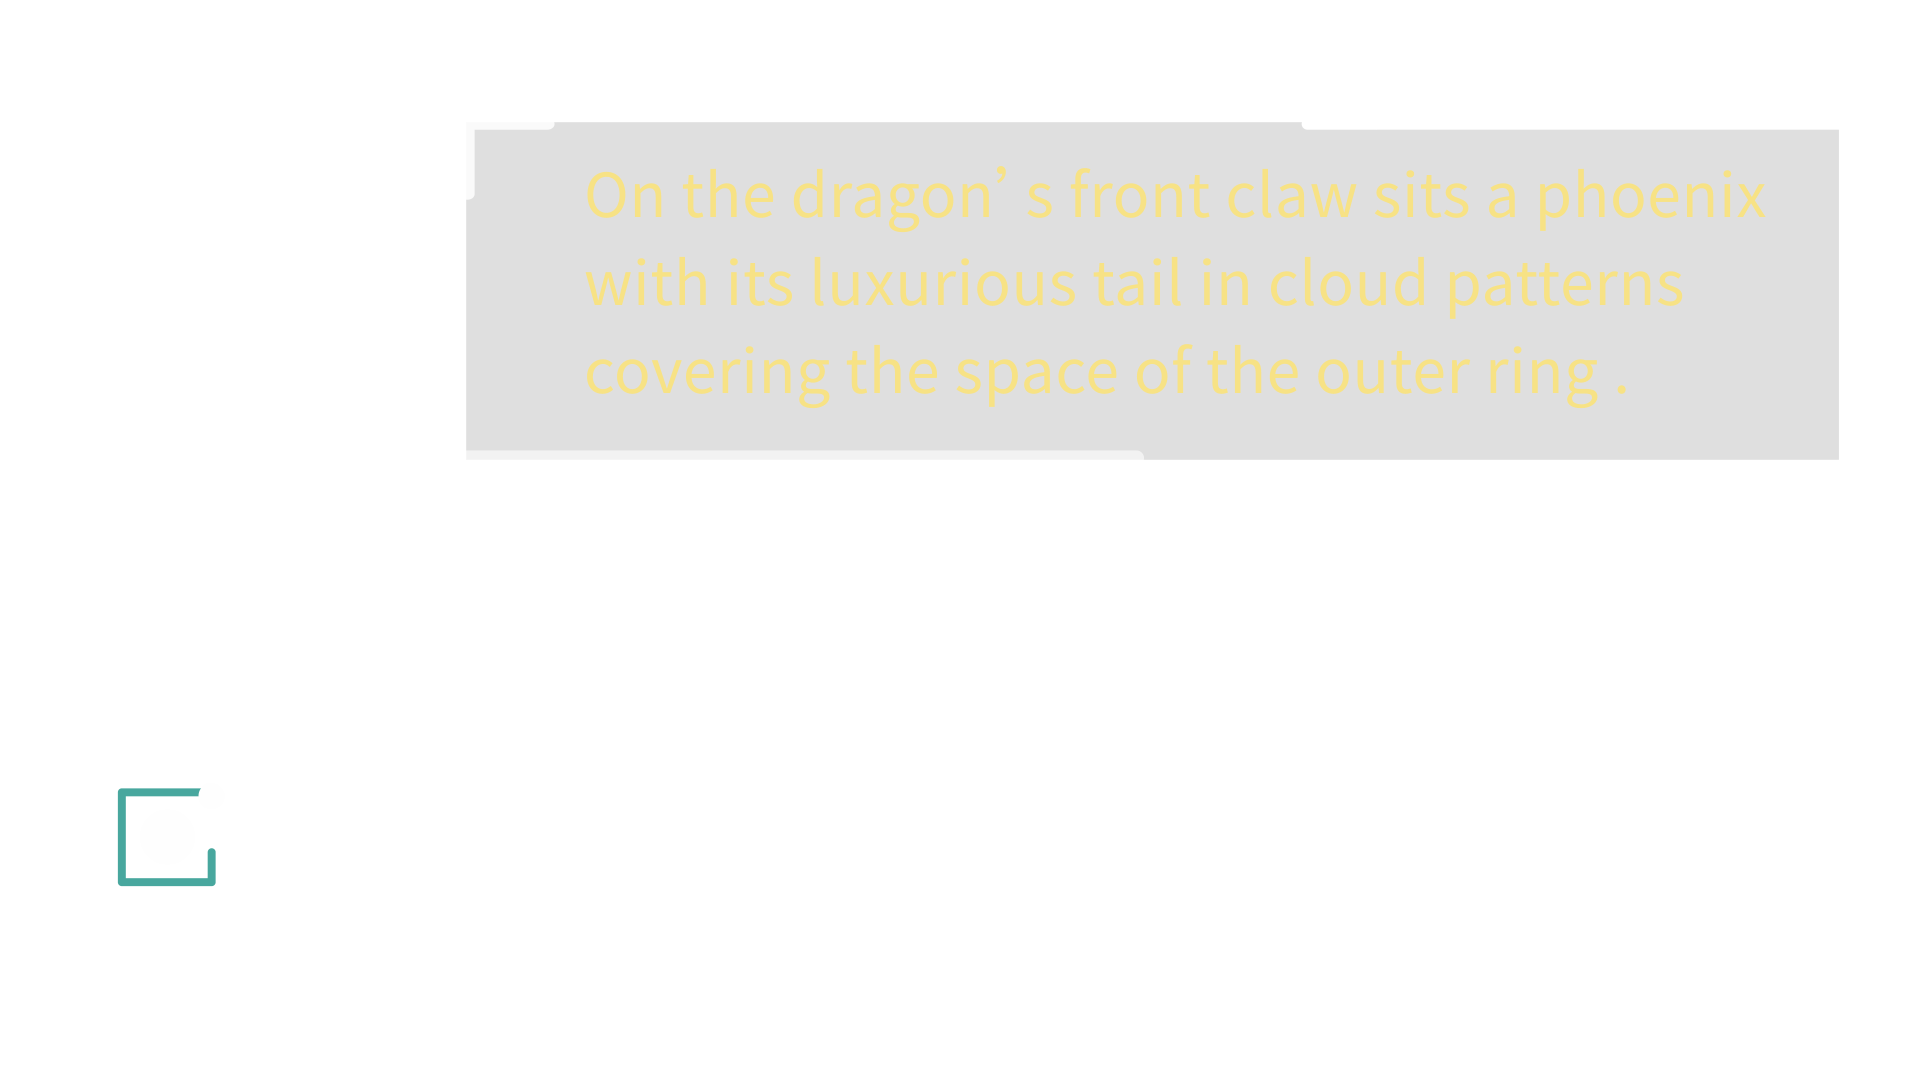 On the dragon’ s front claw sits a phoenix
with its luxurious tail in cloud patterns
covering the space of the outer ring .